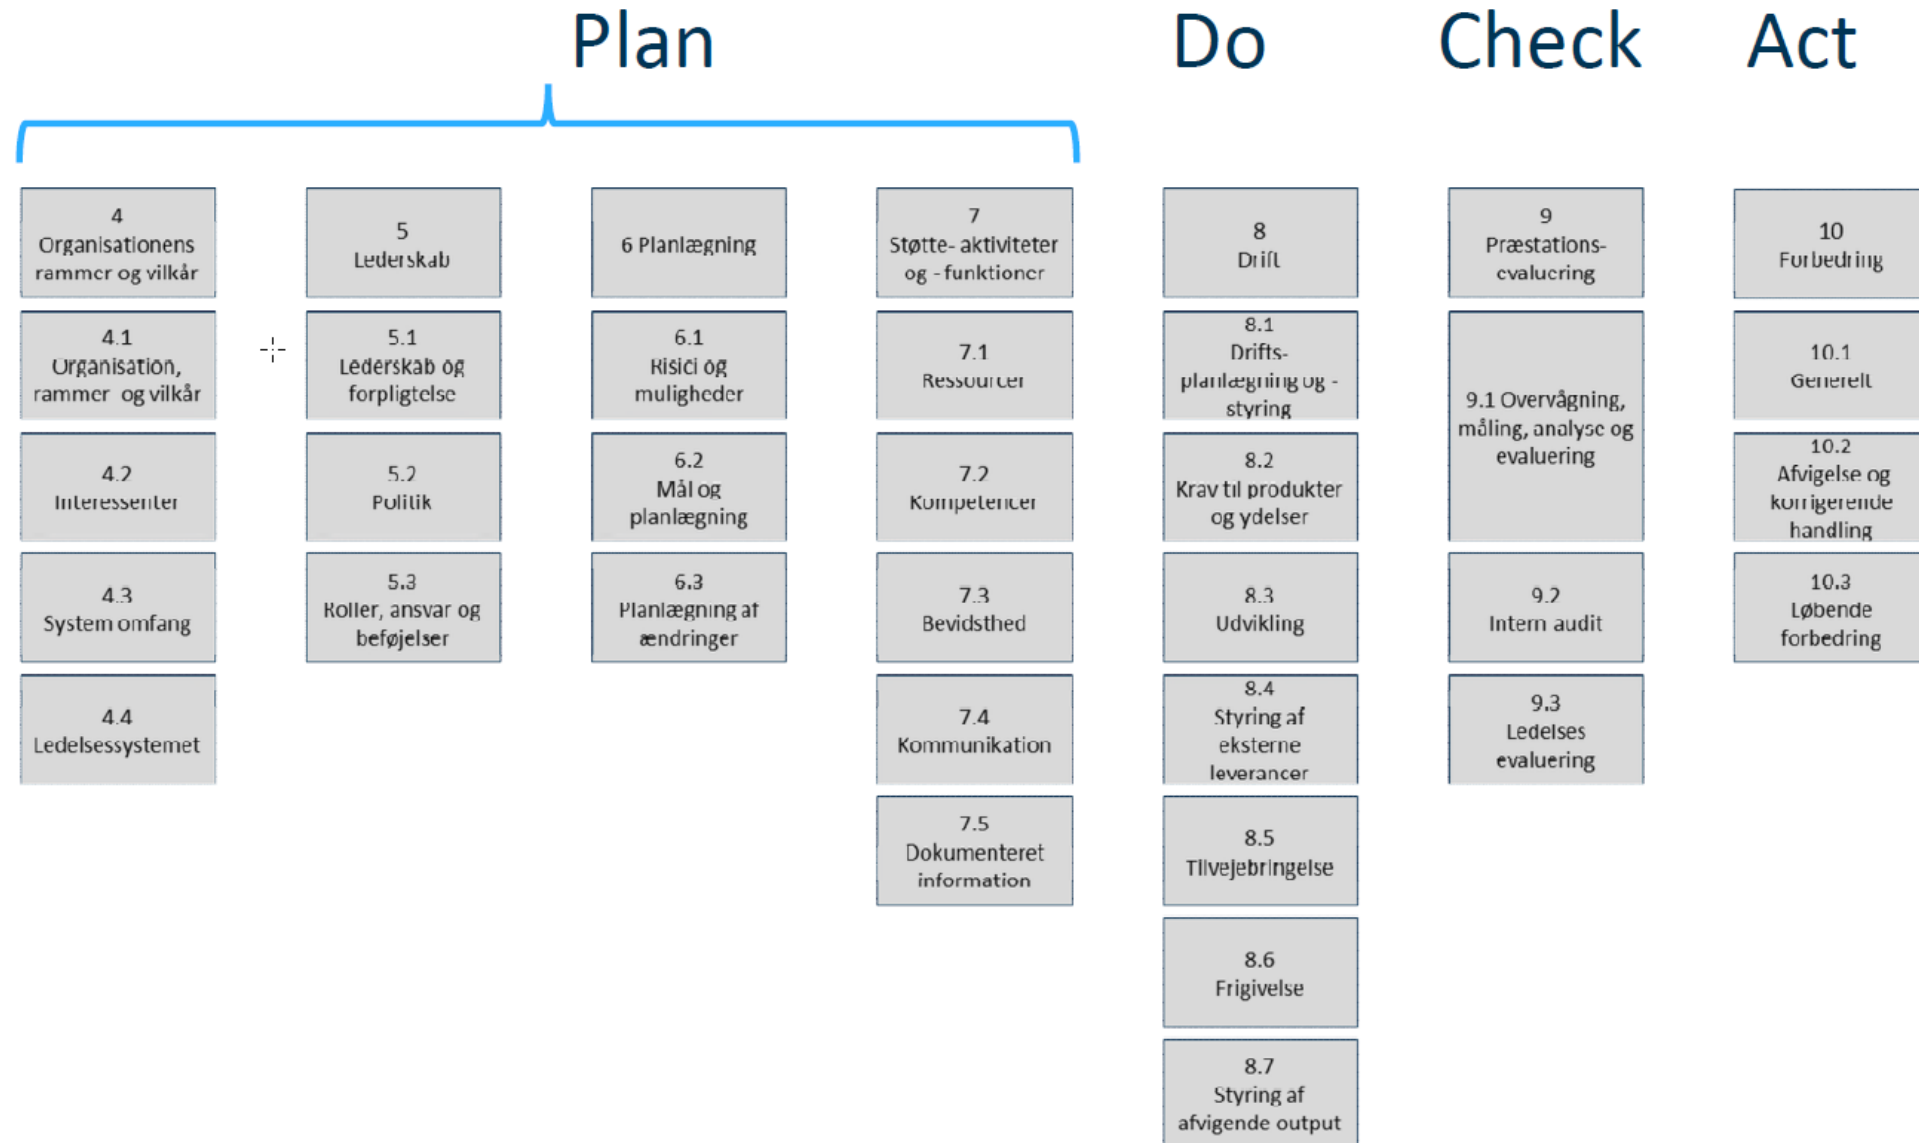 Plan
Do
Check
Act
4
Organisationens
rammer og vilkår
4.1
Organisation,
rammer og vilkår
4.2
Interessenter
4.3
System omfang
4.4
Ledelsessystemet
5
Lederskab
5.1
Lederskab og
forpligtelse
5.2
Politik
5.3
Roller, ansvar og
beføjelser
6 Planlægning
6.1
Risici og
muligheder
6.2
Mål og
planlægning
6.3
Planlægning af
ændringer
7
Støtte- aktiviteter
og - funktioner
7.1
Ressourcer
7.2
Kompetencer
7.3
Bevidsthed
7.4
Kommunikation
7.5
Dokumenteret
information
8
Drift
8.1
Drifts-
planlægning og -
styring
8.2
Krav til produkter
og ydelser
8.3
Udvikling
8.4
Styring af
eksterne
leverancer
8.5
Tilvejebringelse
8.6
Frigivelse
8.7
Styring af
afvigende output
9
Præstations-
evaluering
9.1 Overvågning,
måling, analyse og
evaluering
9.2
Intern audit
9.3
Ledelses
evaluering
10
Forbedring
10.1
Generelt
10.2
Afvigelse og
korrigerende
handling
10.3
Løbende
forbedring